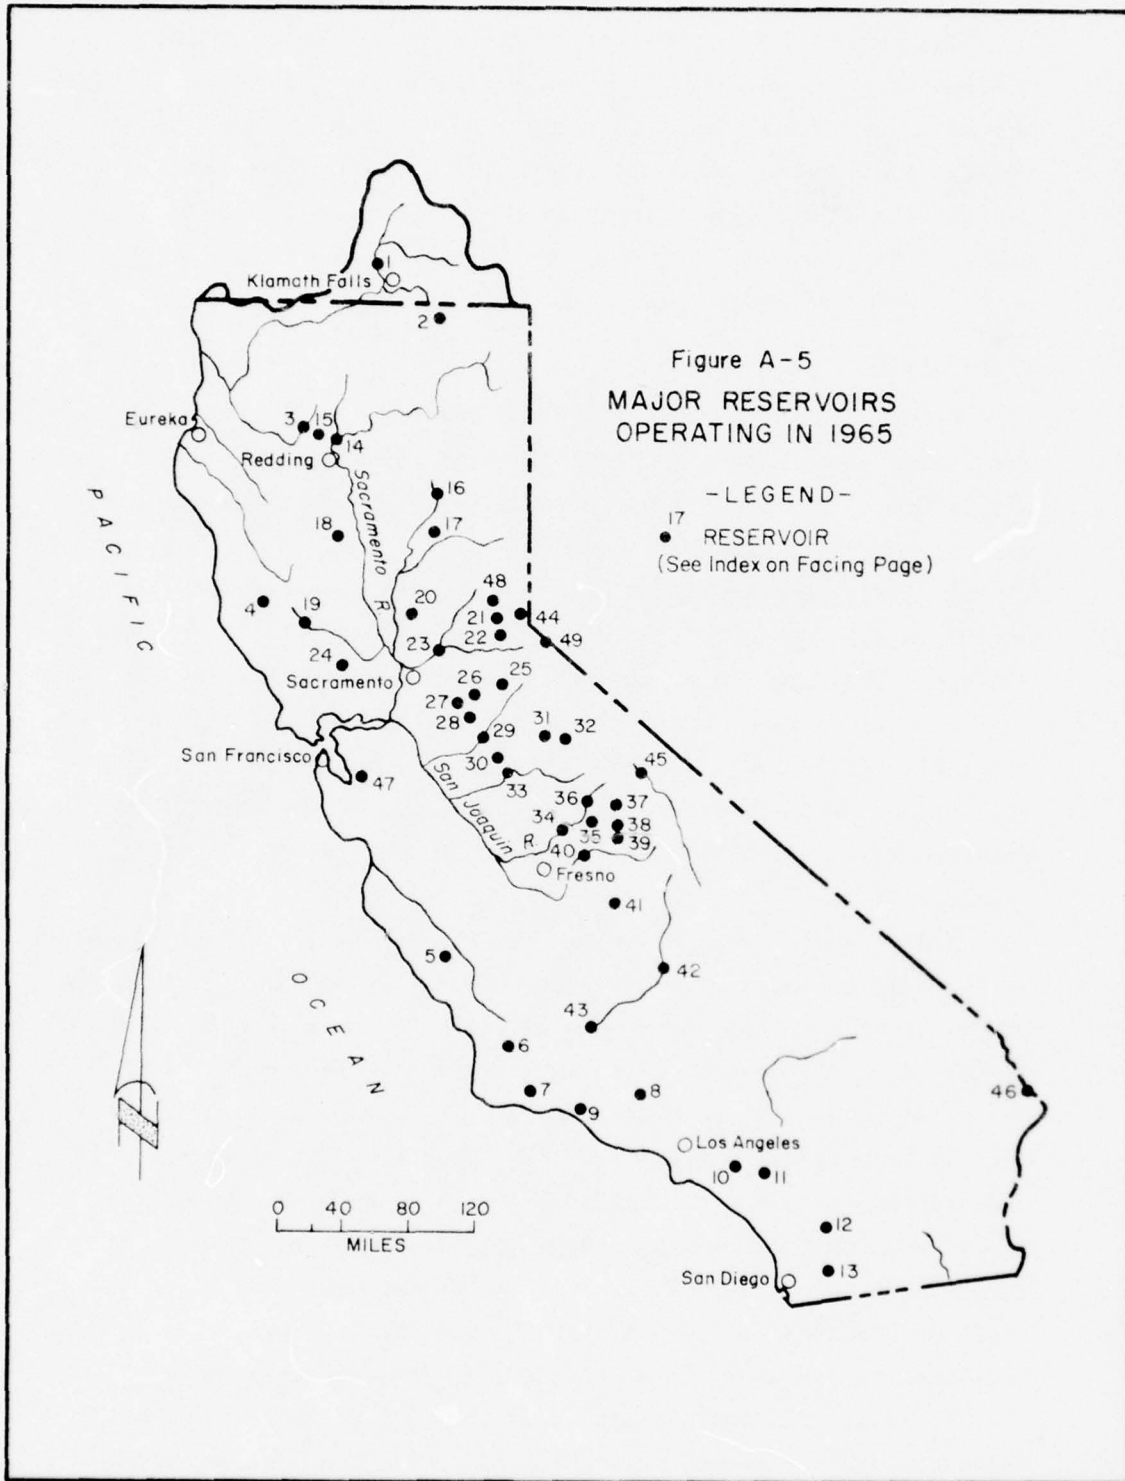 1
Klamath Falls
2
Figure A-5
MAJOR RESERVOIRS
OPERATING IN 1965
Eureka
3
15
14
Redding
-LEGEND-
17
RESERVOIR
(See Index on Facing Page)
PACIFIC
Sacramento R.
16
17
18
4
19
20
48
21
44
22
49
23
24
Sacramento
25
26
27
28
29
31
32
San Francisco
30
47
33
45
San Joaquin R.
36
37
34
35
38
39
40
Fresno
41
5
42
OCEAN
43
6
7
8
9
46
Los Angeles
10
11
0 40 80 120
MILES
12
San Diego
13